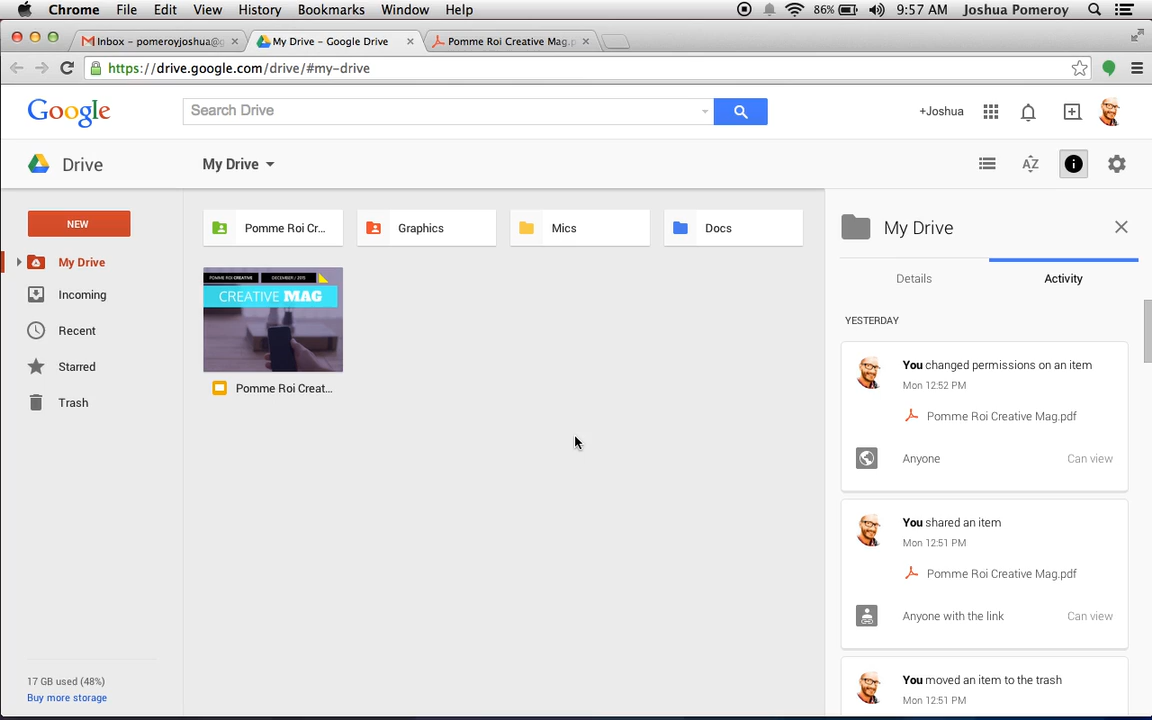 Chrome File Edit View History Bookmarks Window Help 86% 9:57 AM Joshua Pomeroy
Inbox – pomeroyjoshua@g
My Drive – Google Drive
Pomme Roi Creative Mag.p
https://drive.google.com/drive/#my-drive
Google
Search Drive
+Joshua
Drive
My Drive
AZ
NEW
My Drive
Incoming
Recent
Starred
Trash
17 GB used (48%)
Buy more storage
Pomme Roi Cr...
Graphics
Mics
Docs
POMME ROI CREATIVE
DECEMBER / 2015
CREATIVE MAG
Pomme Roi Creat...
My Drive
Details
Activity
YESTERDAY
You changed permissions on an item
Mon 12:52 PM
Pomme Roi Creative Mag.pdf
Anyone Can view
You shared an item
Mon 12:51 PM
Pomme Roi Creative Mag.pdf
Anyone with the link Can view
You moved an item to the trash
Mon 12:51 PM